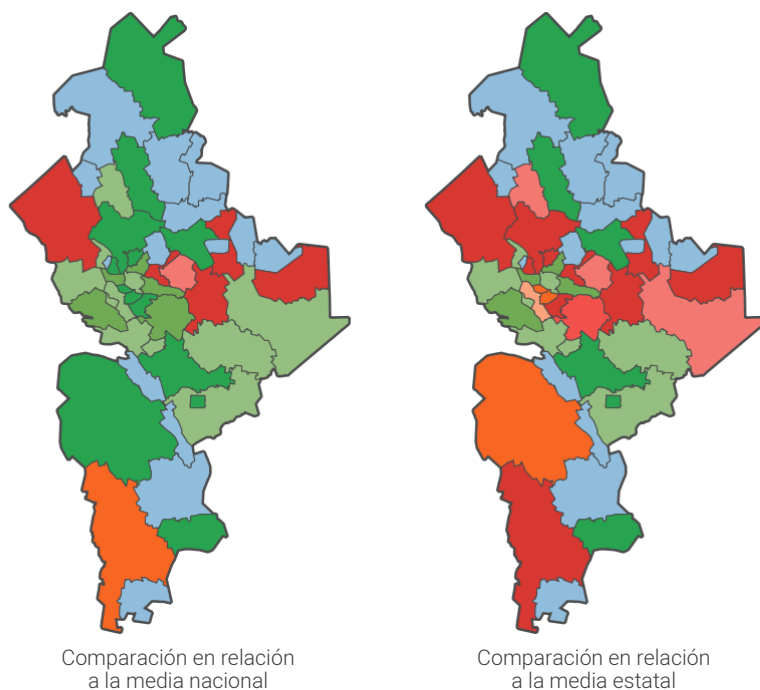 Comparación en relación
a la media nacional
Comparación en relación
a la media estatal